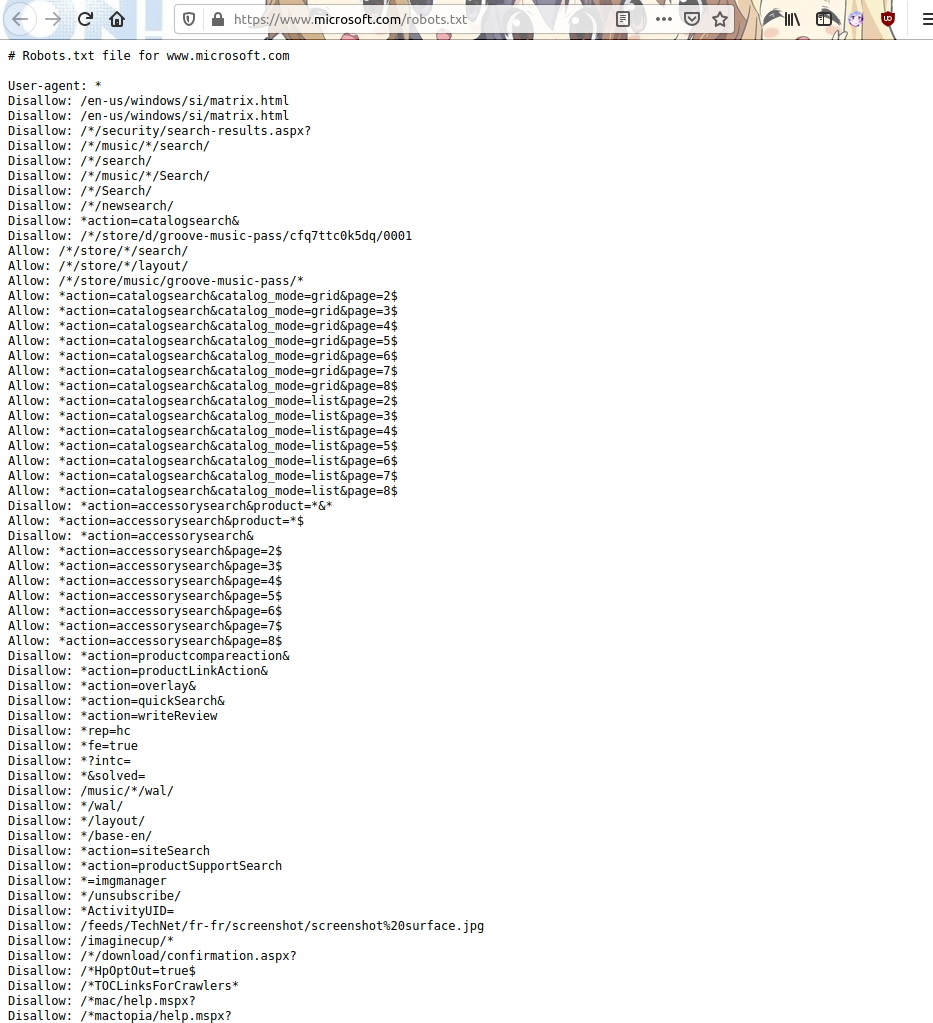 https://www.microsoft.com/robots.txt
# Robots.txt file for www.microsoft.com
User-agent: *
Disallow: /en-us/windows/si/matrix.html
Disallow: /en-us/windows/si/matrix.html
Disallow: /*/security/search-results.aspx?
Disallow: /*/music/*/search/
Disallow: /*/search/
Disallow: /*/music/*/Search/
Disallow: /*/Search/
Disallow: /*/newsearch/
Disallow: *action=catalogsearch&
Disallow: /*/store/d/groove-music-pass/cfq7ttc0k5dq/0001
Allow: /*/store/*/search/
Allow: /*/store/*/layout/
Allow: /*/store/music/groove-music-pass/*
Allow: *action=catalogsearch&catalog_mode=grid&page=2$
Allow: *action=catalogsearch&catalog_mode=grid&page=3$
Allow: *action=catalogsearch&catalog_mode=grid&page=4$
Allow: *action=catalogsearch&catalog_mode=grid&page=5$
Allow: *action=catalogsearch&catalog_mode=grid&page=6$
Allow: *action=catalogsearch&catalog_mode=grid&page=7$
Allow: *action=catalogsearch&catalog_mode=grid&page=8$
Allow: *action=catalogsearch&catalog_mode=list&page=2$
Allow: *action=catalogsearch&catalog_mode=list&page=3$
Allow: *action=catalogsearch&catalog_mode=list&page=4$
Allow: *action=catalogsearch&catalog_mode=list&page=5$
Allow: *action=catalogsearch&catalog_mode=list&page=6$
Allow: *action=catalogsearch&catalog_mode=list&page=7$
Allow: *action=catalogsearch&catalog_mode=list&page=8$
Disallow: *action=accessorysearch&product=*&*
Allow: *action=accessorysearch&product=*$
Disallow: *action=accessorysearch&
Allow: *action=accessorysearch&page=2$
Allow: *action=accessorysearch&page=3$
Allow: *action=accessorysearch&page=4$
Allow: *action=accessorysearch&page=5$
Allow: *action=accessorysearch&page=6$
Allow: *action=accessorysearch&page=7$
Allow: *action=accessorysearch&page=8$
Disallow: *action=productcompareaction&
Disallow: *action=productLinkAction&
Disallow: *action=overlay&
Disallow: *action=quickSearch&
Disallow: *action=writeReview
Disallow: *rep=hc
Disallow: *fe=true
Disallow: *?intc=
Disallow: *&solved=
Disallow: /music/*/wal/
Disallow: */wal/
Disallow: */layout/
Disallow: */base-en/
Disallow: *action=siteSearch
Disallow: *action=productSupportSearch
Disallow: *=imgmanager
Disallow: */unsubscribe/
Disallow: *ActivityUID=
Disallow: /feeds/TechNet/fr-fr/screenshot/screenshot%20surface.jpg
Disallow: /imaginecup/*
Disallow: /*/download/confirmation.aspx?
Disallow: /*HpOptOut=true$
Disallow: /*TOCLinksForCrawlers*
Disallow: /*mac/help.mspx?
Disallow: /*mactopia/help.mspx?